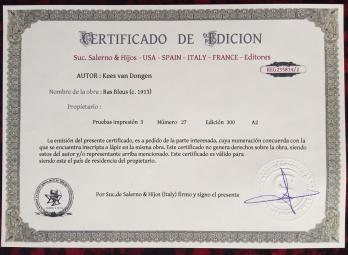 CERTIFICADO DE EDICION
Suc. Salerno & Hijos - USA - SPAIN - ITALY - FRANCE - Editores
REG235814/2
AUTOR : Kees van Dongen
Nombre de la obra : Bas Bleus (c. 1913)
Propietario :
Pruebas impresión 3 Número 27 Edición 300 A2
La emisión del presente certificado, es a pedido de la parte interesada, cuya numeración concuerda con la
que se encuentra inscripta a lápiz en la misma obra. Este certificado no genera derechos sobre la obra, siendo
estos del autor y/o representante arriba mencionado. Este certificado es válido para
siendo este el país de residencia del propietario.
Por Suc.de Salerno & Hijos (Italy) firmo y signo el presente